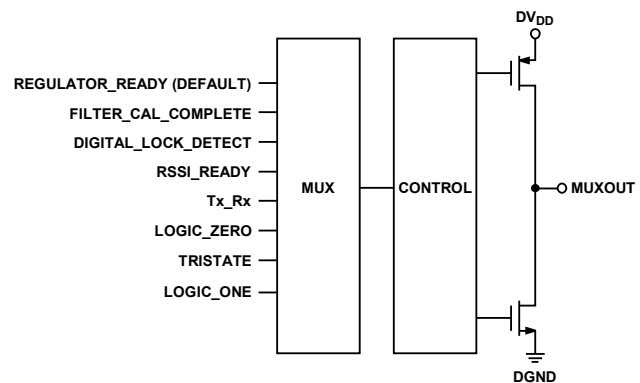 DVDD
REGULATOR_READY (DEFAULT)
FILTER_CAL_COMPLETE
DIGITAL_LOCK_DETECT
RSSI_READY
Tx_Rx
LOGIC_ZERO
TRISTATE
LOGIC_ONE
MUX
CONTROL
MUXOUT
DGND